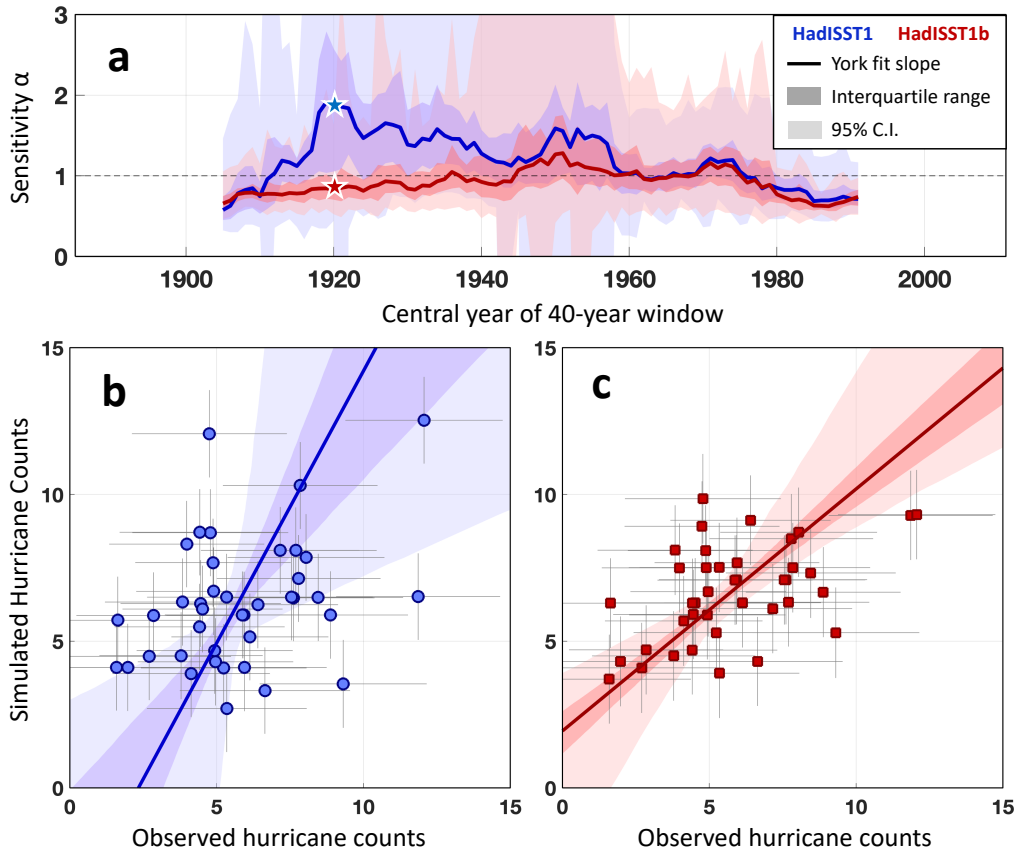 a
3
2
1
0
Sensitivity α
HadISST1 HadISST1b
York fit slope
Interquartile range
95% C.I.
1900 1920 1940 1960 1980 2000
Central year of 40-year window
b
15
10
5
0
Simulated Hurricane Counts
0 5 10 15
Observed hurricane counts
c
15
10
5
0
0 5 10 15
Observed hurricane counts